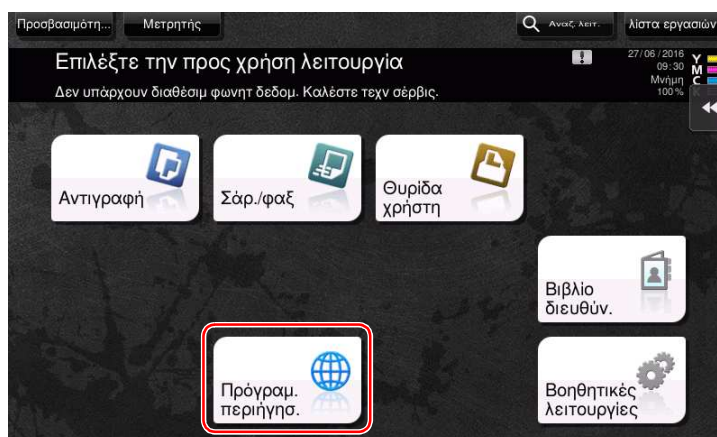 Προσβασιμότη... Μετρητής Αναζ. λειτ. λίστα εργασιών
Επιλέξτε την προς χρήση λειτουργία
Δεν υπάρχουν διαθέσιμ φωνητ δεδομ. Καλέστε τεχν σέρβις.
27/06/2016
09:30
Μνήμη
100%
Y
M
C
K
Αντιγραφή
Σάρ./φαξ
Θυρίδα
χρήστη
Βιβλίο
διευθύν.
Πρόγραμ.
περιήγησ.
Βοηθητικές
λειτουργίες